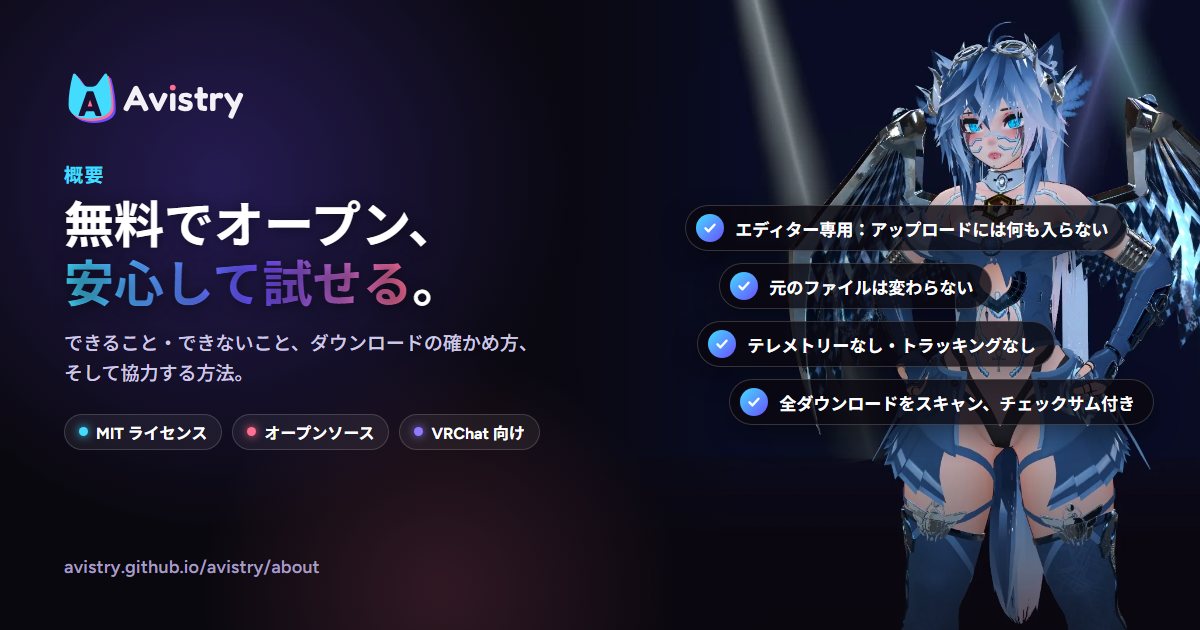 Avistry
概要
無料でオープン、
安心して試せる。
できること・できないこと、ダウンロードの確かめ方、
そして協力する方法。
MIT ライセンス
オープンソース
VRChat 向け
avistry.github.io/avistry/about
エディター専用：アップロードには何も入らない
元のファイルは変わらない
テレメトリーなし・トラッキングなし
全ダウンロードをスキャン、チェックサム付き